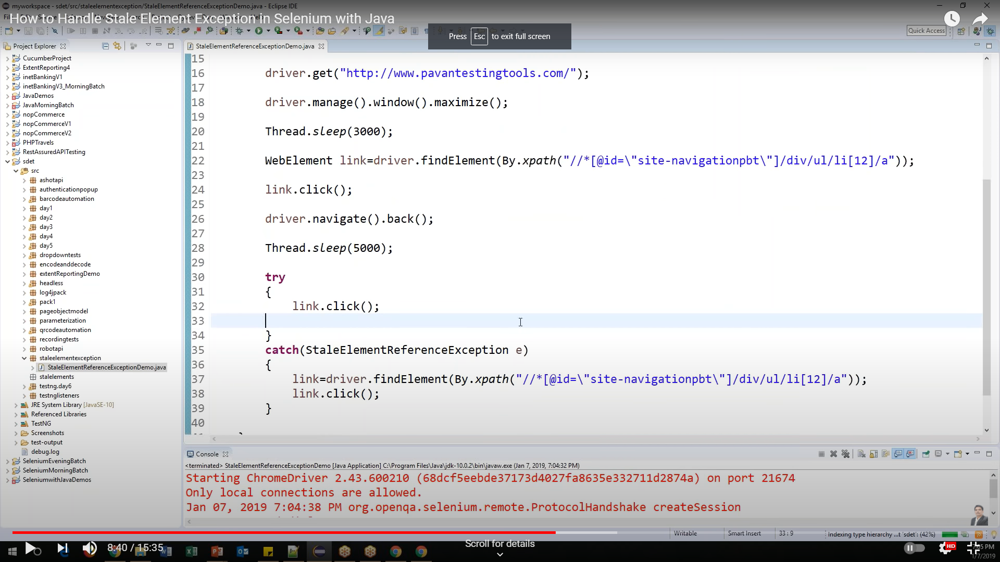 myworkspace - sdet/src/staleelementexception/StaleElementReferenceExceptionDemo.java - Eclipse IDE
How to Handle Stale Element Exception in Selenium with Java
Press Esc to exit full screen
Quick Access
Project Explorer
CucumberProject
ExtentReporting4
inetBankingV1
inetBankingV3_MorningBatch
JavaDemos
JavaMorningBatch
nopCommerce
nopCommerceV1
nopCommerceV2
PHPTravels
RestAssuredAPITesting
sdet
src
ashotapi
authenticationpopup
barcodeautomation
day1
day2
day3
day4
day5
dropdowntests
encodeanddecode
extentReportingDemo
headless
log4jpack
pack1
pageobjectmodel
parameterization
qrcodeautomation
recordingtests
robotapi
staleelementexception
StaleElementReferenceExceptionDemo.java
stalelements
testng.day6
testnglisteners
JRE System Library [JavaSE-10]
Referenced Libraries
TestNG
Screenshots
test-output
debug.log
SeleniumEveningBatch
SeleniumMorningBatch
SeleniumwithJavaDemos
StaleElementReferenceExceptionDemo.java
15
16 driver.get("http://www.pavantestingtools.com/");
17
18 driver.manage().window().maximize();
19
20 Thread.sleep(3000);
21
22 WebElement link=driver.findElement(By.xpath("//*[@id=\"site-navigationpbt\"]/div/ul/li[12]/a"));
23
24 link.click();
25
26 driver.navigate().back();
27
28 Thread.sleep(5000);
29
30 try
31 {
32 link.click();
33
34 }
35 catch(StaleElementReferenceException e)
36 {
37 link=driver.findElement(By.xpath("//*[@id=\"site-navigationpbt\"]/div/ul/li[12]/a"));
38 link.click();
39 }
40
Console
<terminated> StaleElementReferenceExceptionDemo [Java Application] C:\Program Files\Java\jdk-10.0.2\bin\javaw.exe (Jan 7, 2019, 7:04:32 PM)
Starting ChromeDriver 2.43.600210 (68dcf5eebde37173d4027fa8635e332711d2874a) on port 21674
Only local connections are allowed.
Jan 07, 2019 7:04:38 PM org.openqa.selenium.remote.ProtocolHandshake createSession
Writable
Smart Insert
33 : 9
Indexing type hierarchy ...t 'sdet': (42%)
8:40 / 15:35
Scroll for details
HD
7:05 PM
1/7/2019